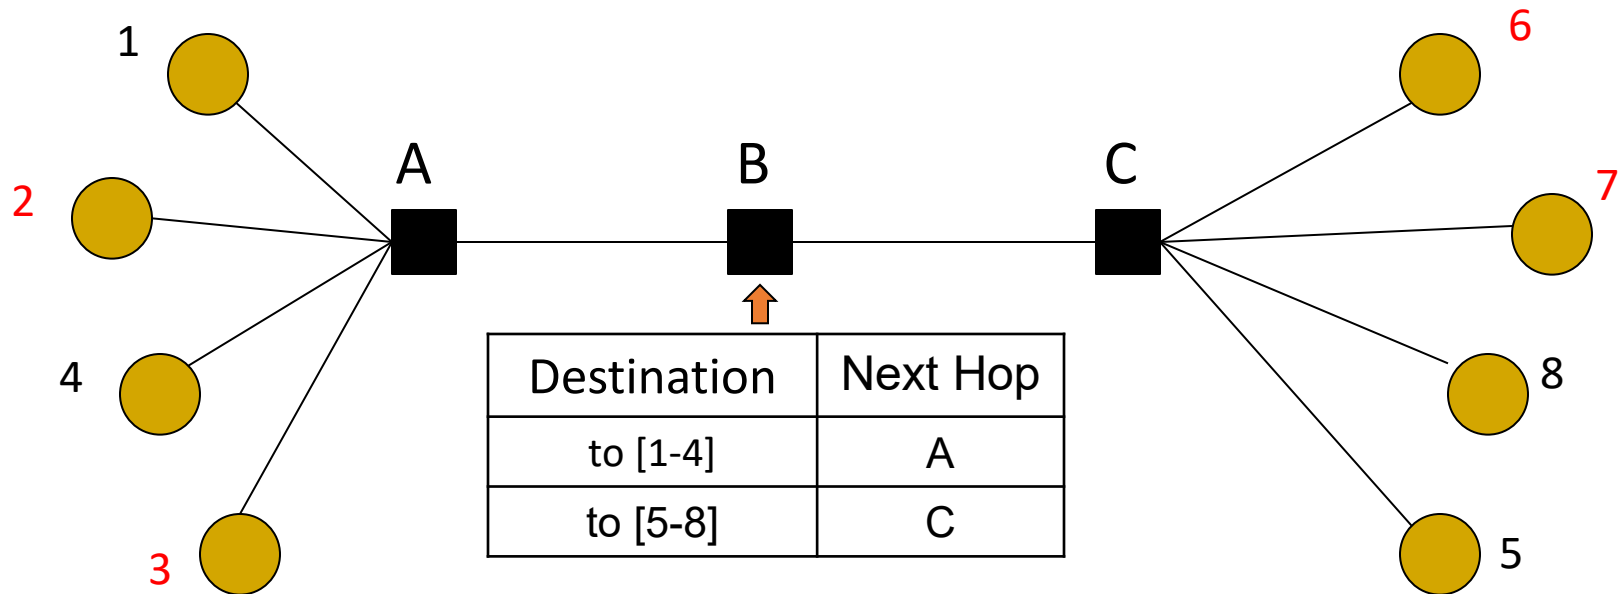 1
6
A
B
C
2
7
4
8
3
5
Destination Next Hop
to [1-4] A
to [5-8] C